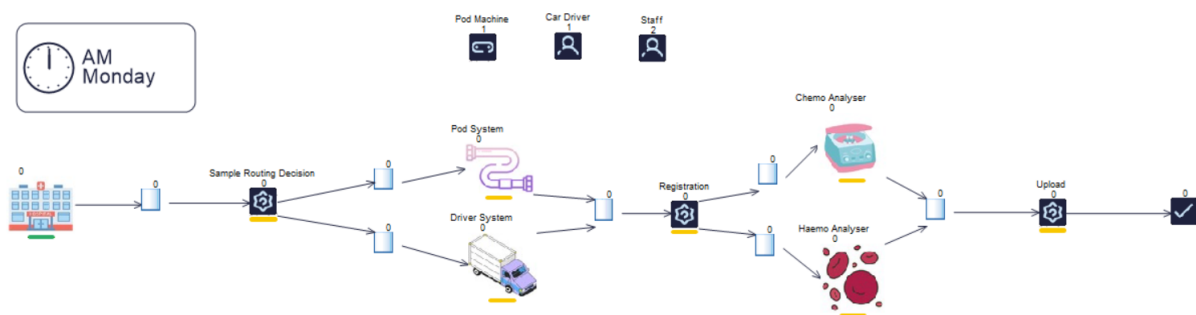 Pod Machine
1
Car Driver
1
Staff
2
AM
Monday
Chemo Analyser
0
Pod System
0
0
0
Sample Routing Decision
0
0
0
0
Registration
0
0
0
Upload
0
0
0
Driver System
0
0
Haemo Analyser
0